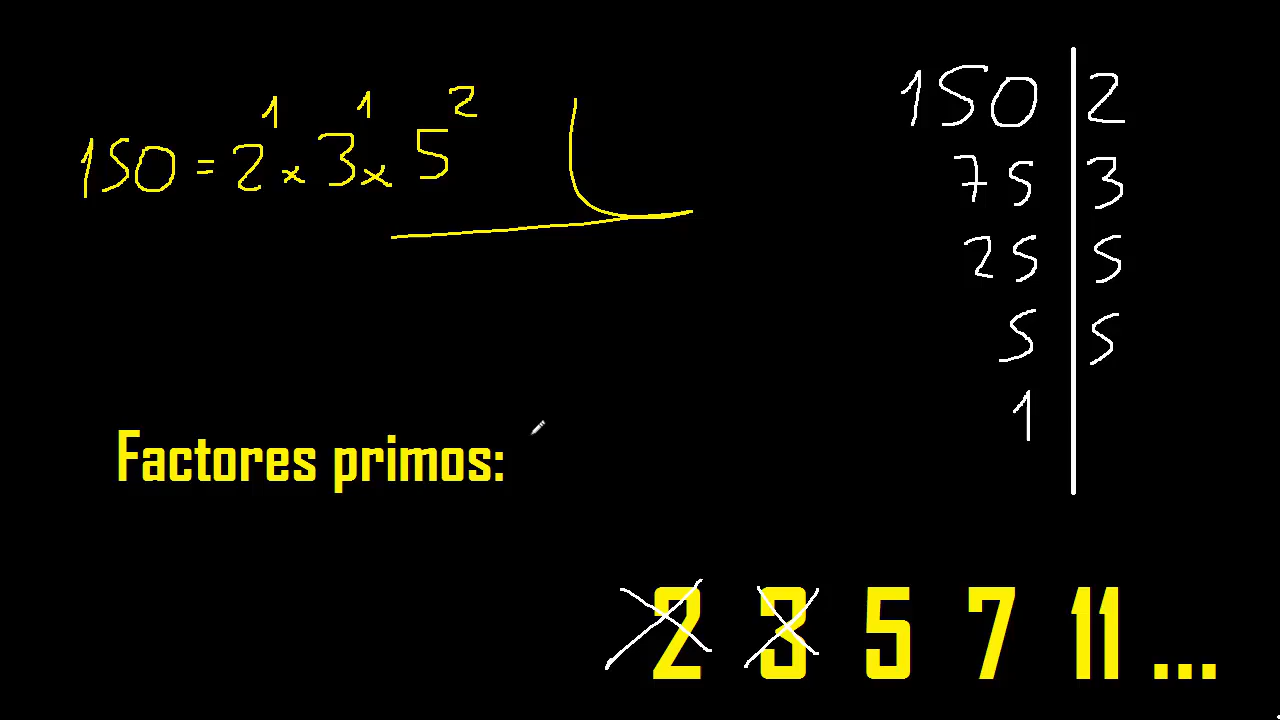 150 = 2¹ x 3¹ x 5²
150 | 2
75 | 3
25 | 5
5 | 5
1 |
Factores primos:
2 3 5 7 11 ...